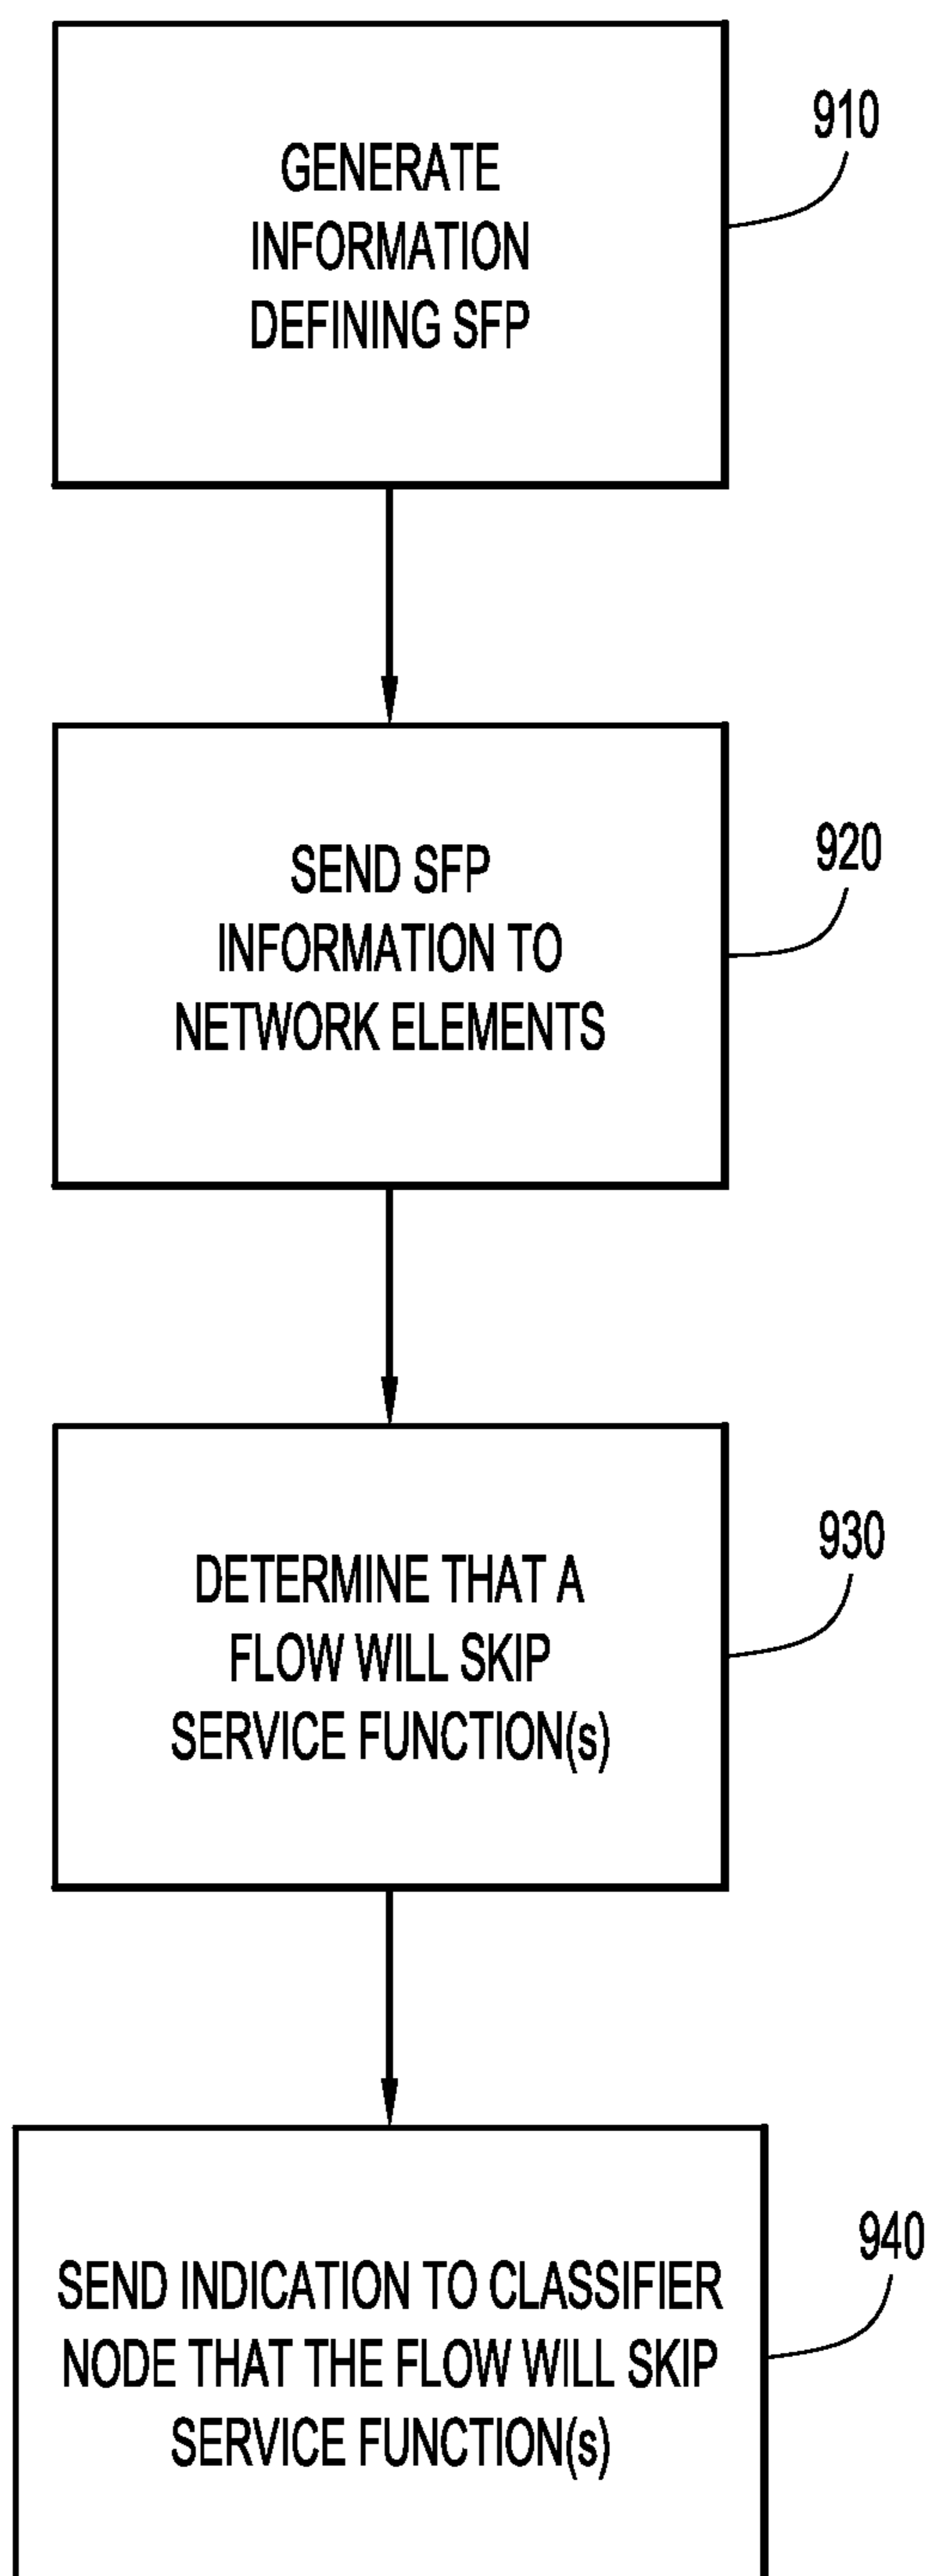 GENERATE
INFORMATION
DEFINING SFP
910
SEND SFP
INFORMATION TO
NETWORK ELEMENTS
920
DETERMINE THAT A
FLOW WILL SKIP
SERVICE FUNCTION(s)
930
SEND INDICATION TO CLASSIFIER
NODE THAT THE FLOW WILL SKIP
SERVICE FUNCTION(s)
940